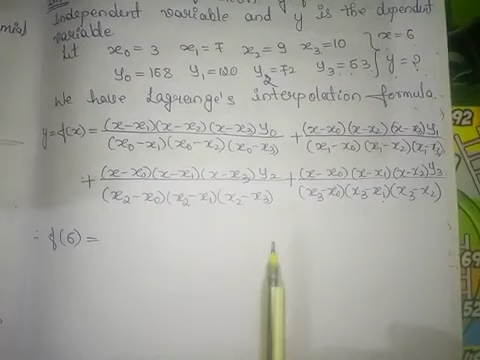 independent variable and y is the dependent
variable
Let x₀ = 3 x₁ = 7 x₂ = 9 x₃ = 10 } x = 6
y₀ = 168 y₁ = 120 y₂ = 72 y₃ = 63 } y = ?
We have Lagrange's interpolation formula.
y = f(x) = (x-x₁)(x-x₂)(x-x₃) y₀ / (x₀-x₁)(x₀-x₂)(x₀-x₃) + (x-x₀)(x-x₂)(x-x₃) y₁ / (x₁-x₀)(x₁-x₂)(x₁-x₃)
+ (x-x₀)(x-x₁)(x-x₃) y₂ / (x₂-x₀)(x₂-x₁)(x₂-x₃) + (x-x₀)(x-x₁)(x-x₂) y₃ / (x₃-x₀)(x₃-x₁)(x₃-x₂)
∴ f(6) =
92
69
52